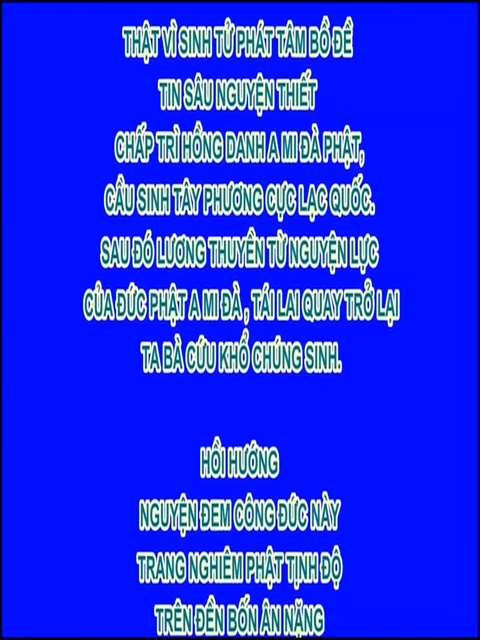 THẬT VÌ SINH TỬ PHÁT TÂM BỒ ĐỀ
TIN SÂU NGUYỆN THIẾT
CHẤP TRÌ HỒNG DANH A MI ĐÀ PHẬT,
CẦU SINH TÂY PHƯƠNG CỰC LẠC QUỐC.
SAU ĐÓ LƯƠNG THUYỀN TỪ NGUYỆN LỰC
CỦA ĐỨC PHẬT A MI ĐÀ , TÁI LAI QUAY TRỞ LẠI
TA BÀ CỨU KHỔ CHÚNG SINH.
HỒI HƯỚNG
NGUYỆN ĐEM CÔNG ĐỨC NÀY
TRANG NGHIÊM PHẬT TỊNH ĐỘ
TRÊN ĐỀN BỐN ÂN NẶNG